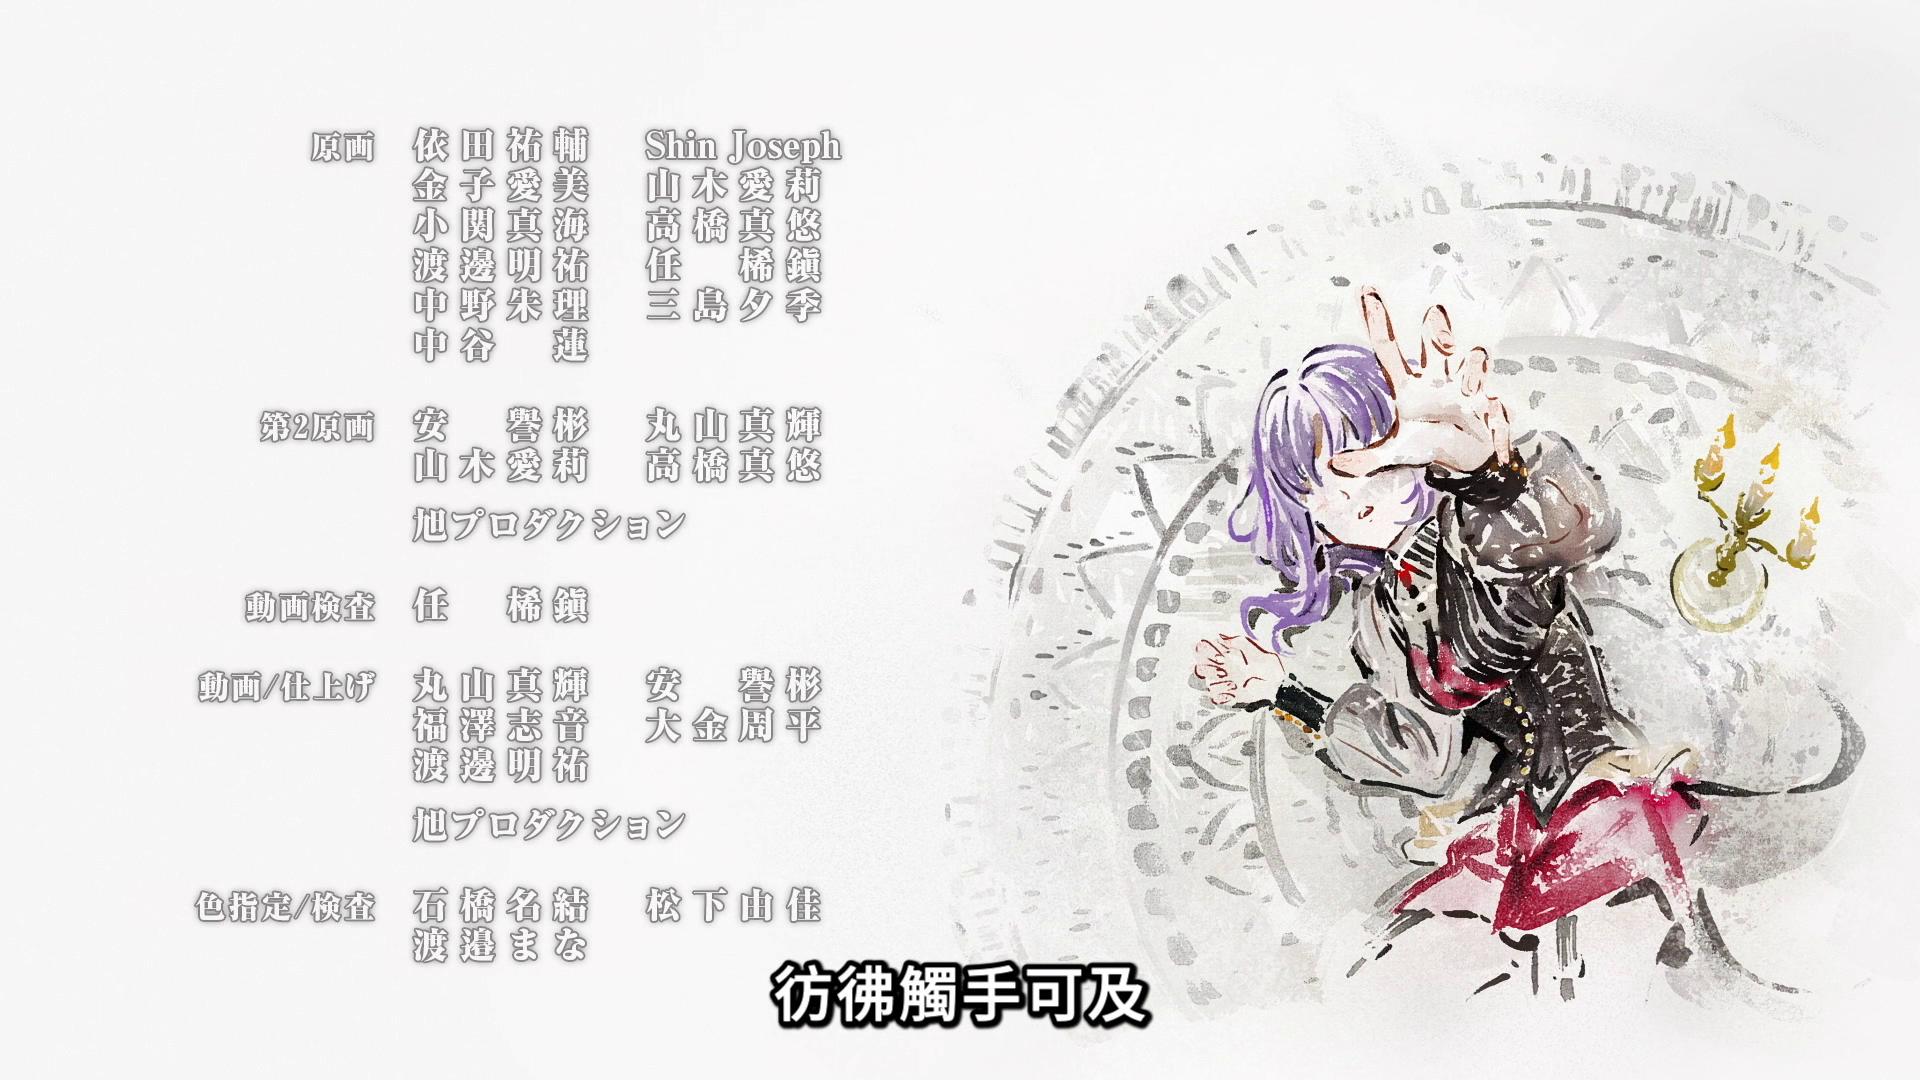 原画 依田祐輔 Shin Joseph
金子愛美 山木愛莉
小関真海 高橋真悠
渡邊明祐 任 桸鎭
中野朱理 三島夕季
中谷 蓮
第2原画 安 譽彬 丸山真輝
山木愛莉 高橋真悠
旭プロダクション
動画検査 任 桸鎭
動画/仕上げ 丸山真輝 安 譽彬
福澤志音 大金周平
渡邊明祐
旭プロダクション
色指定/検査 石橋名結 松下由佳
渡邉まな
彷彿觸手可及